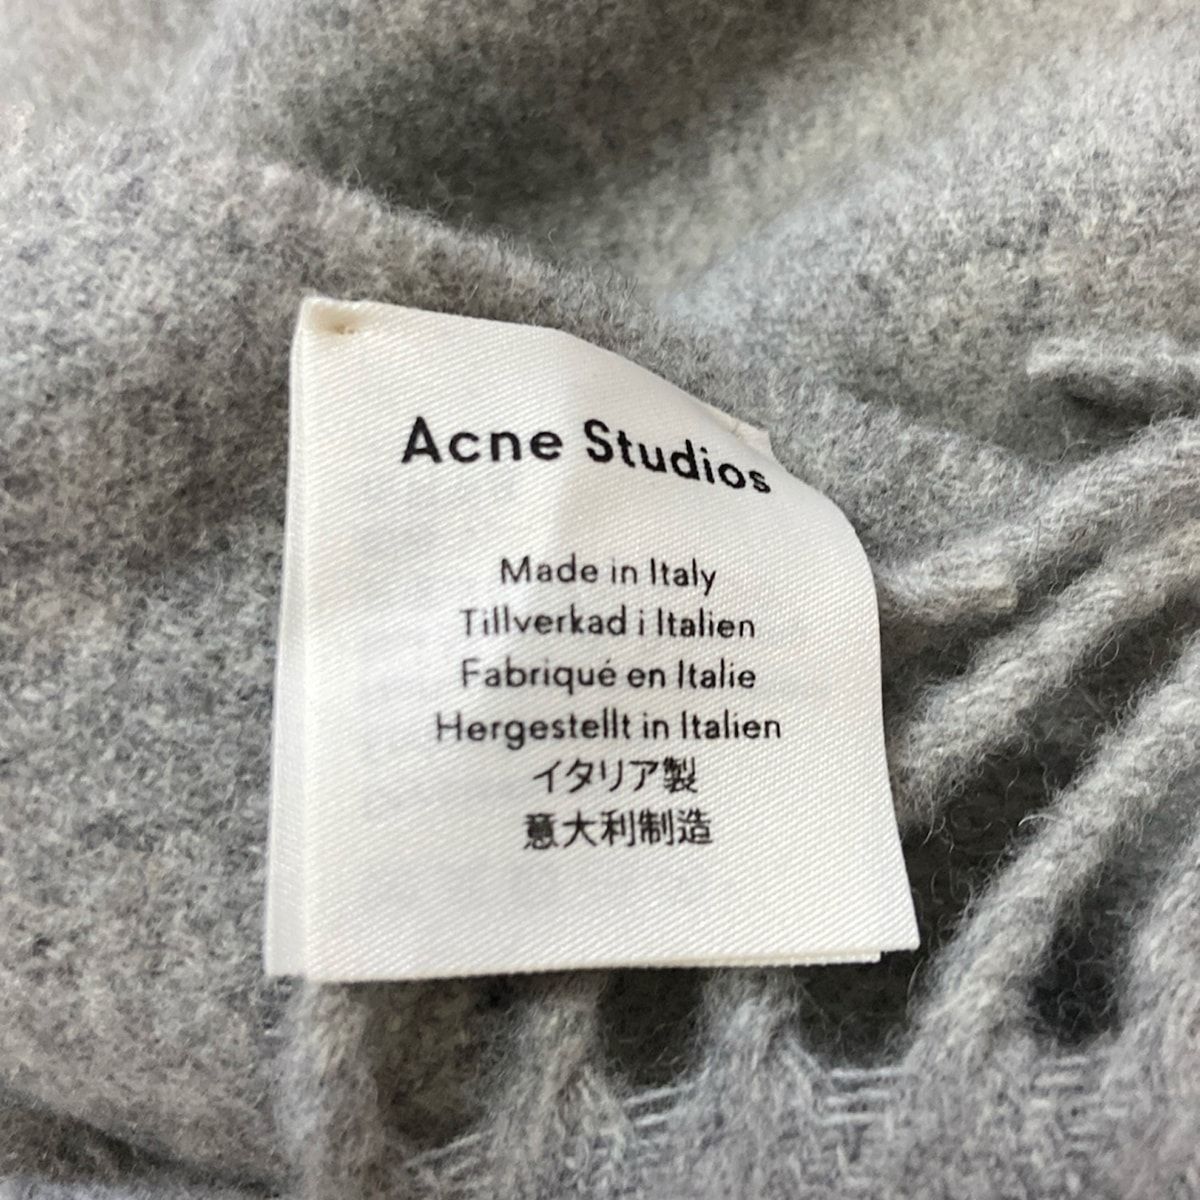 Acne Studios
Made in Italy
Tillverkad i Italien
Fabriqué en Italie
Hergestellt in Italien
イタリア製
意大利制造